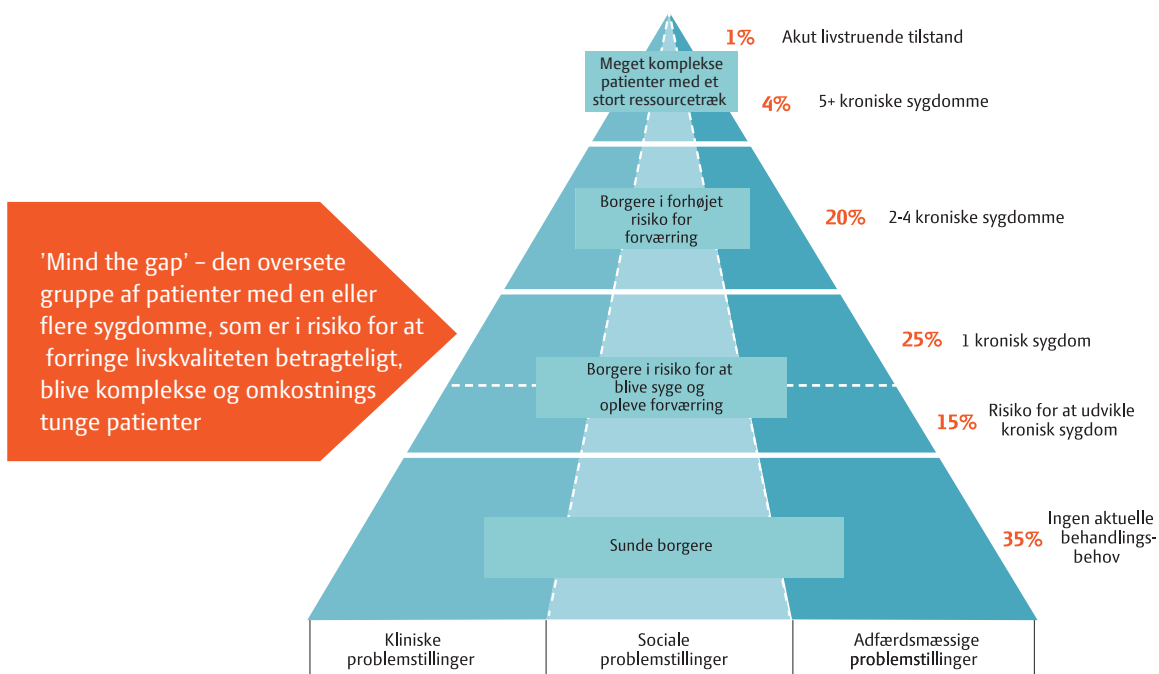 1%
Akut livstruende tilstand
Meget komplekse
patienter med et
stort ressourcetræk
4%
5+ kroniske sygdomme
Borgere i forhøjet
risiko for
forværring
20%
2-4 kroniske sygdomme
'Mind the gap' – den oversete
gruppe af patienter med en eller
flere sygdomme, som er i risiko for at
forringe livskvaliteten betragteligt,
blive komplekse og omkostnings
tunge patienter
25%
1 kronisk sygdom
Borgere i risiko for at
blive syge og
opleve forværring
15%
Risiko for at udvikle
kronisk sygdom
Sunde borgere
35%
Ingen aktuelle
behandlings-
behov
Kliniske
problemstillinger
Sociale
problemstillinger
Adfærdsmæssige
problemstillinger